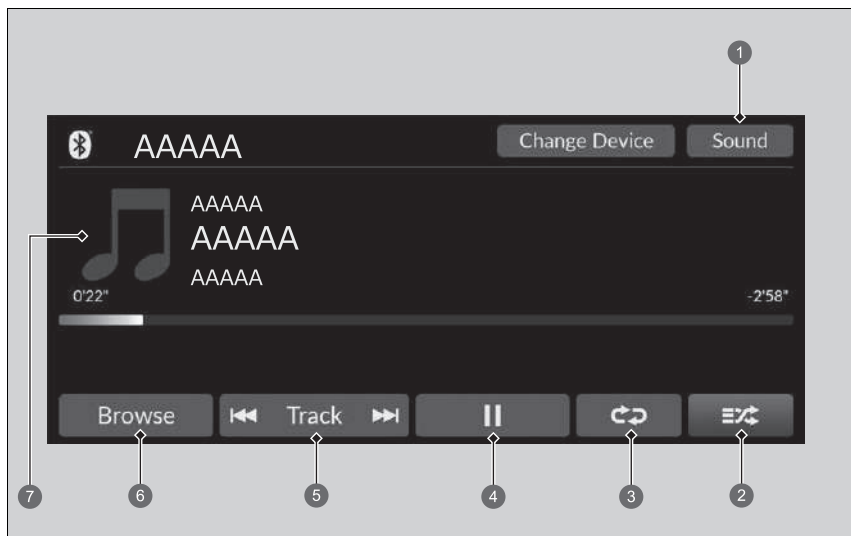 1
AAAAA
Change Device
Sound
AAAAA
AAAAA
7
AAAAA
0'22"
-2'58"
Browse
Track
6
5
4
3
2